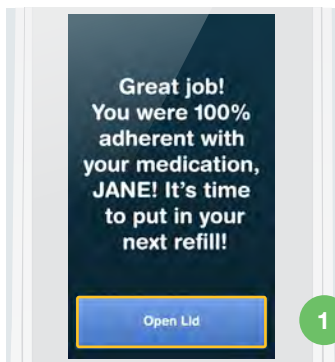 Great job!
You were 100%
adherent with
your medication,
JANE! It's time
to put in your
next refill!
Open Lid
1